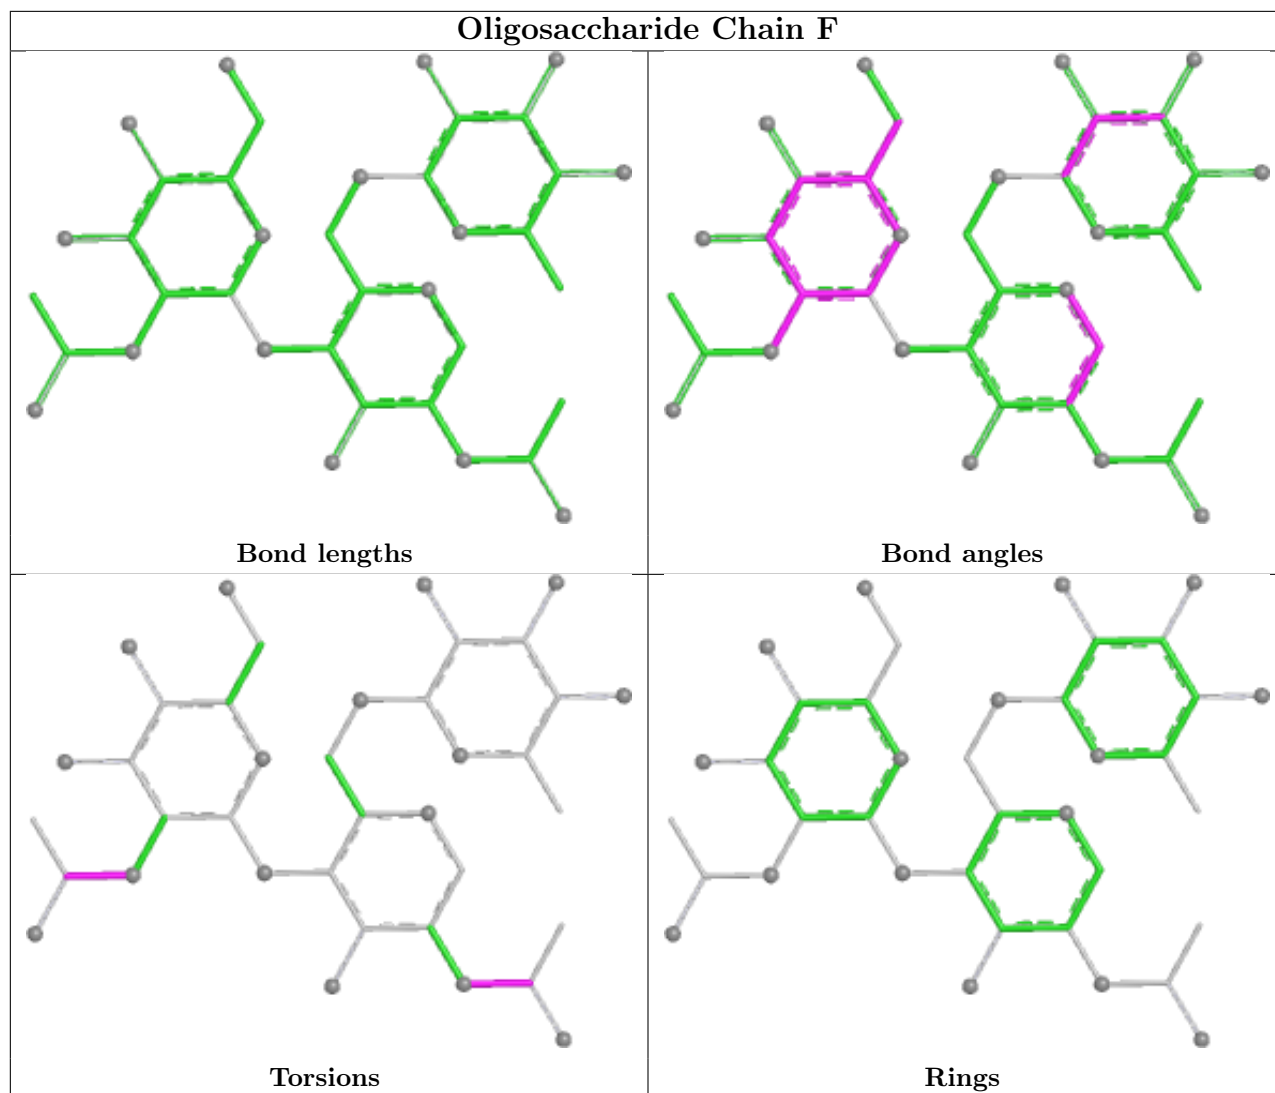 Oligosaccharide Chain F
Bond lengths
Bond angles
Torsions
Rings